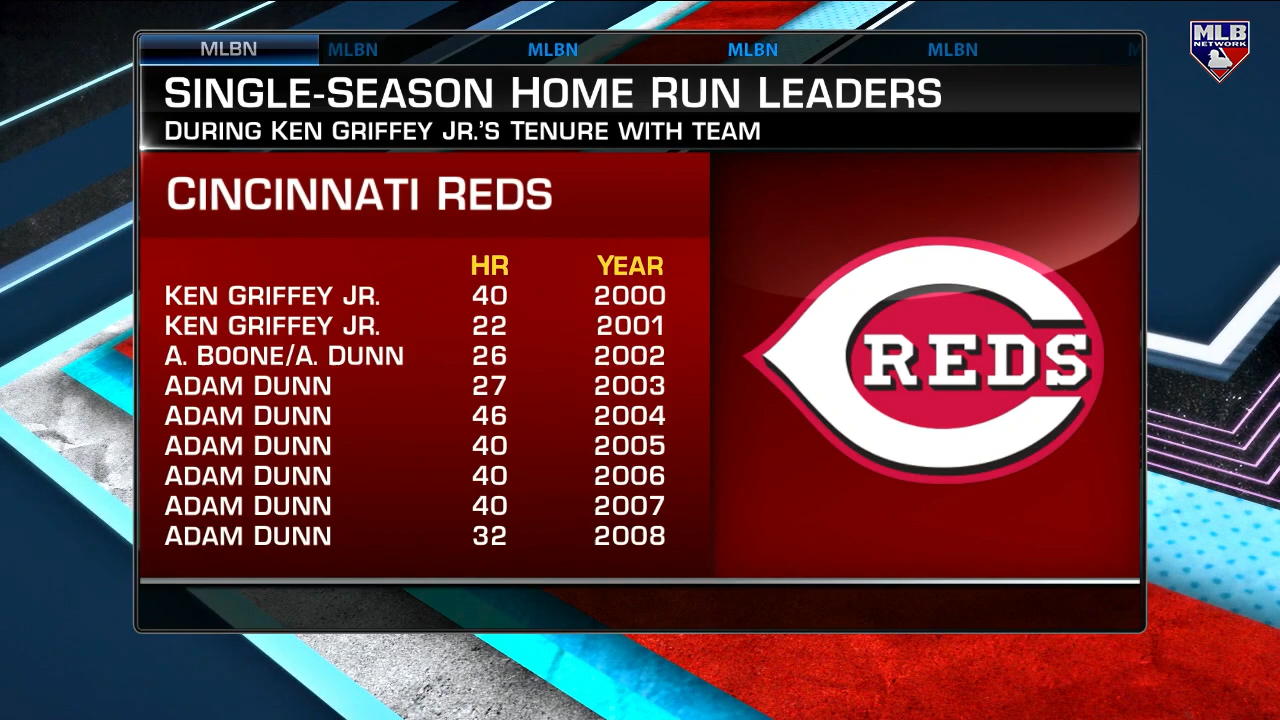 MLBN MLBN MLBN MLBN MLBN M
MLB
NETWORK
SINGLE-SEASON HOME RUN LEADERS
DURING KEN GRIFFEY JR.'S TENURE WITH TEAM
CINCINNATI REDS
HR YEAR
KEN GRIFFEY JR. 40 2000
KEN GRIFFEY JR. 22 2001
A. BOONE/A. DUNN 26 2002
ADAM DUNN 27 2003
ADAM DUNN 46 2004
ADAM DUNN 40 2005
ADAM DUNN 40 2006
ADAM DUNN 40 2007
ADAM DUNN 32 2008
REDS